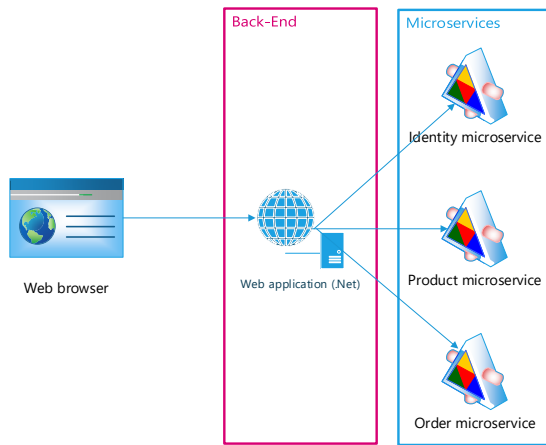 Back-End
Microservices
Identity microservice
Web browser
Web application (.Net)
Product microservice
Order microservice